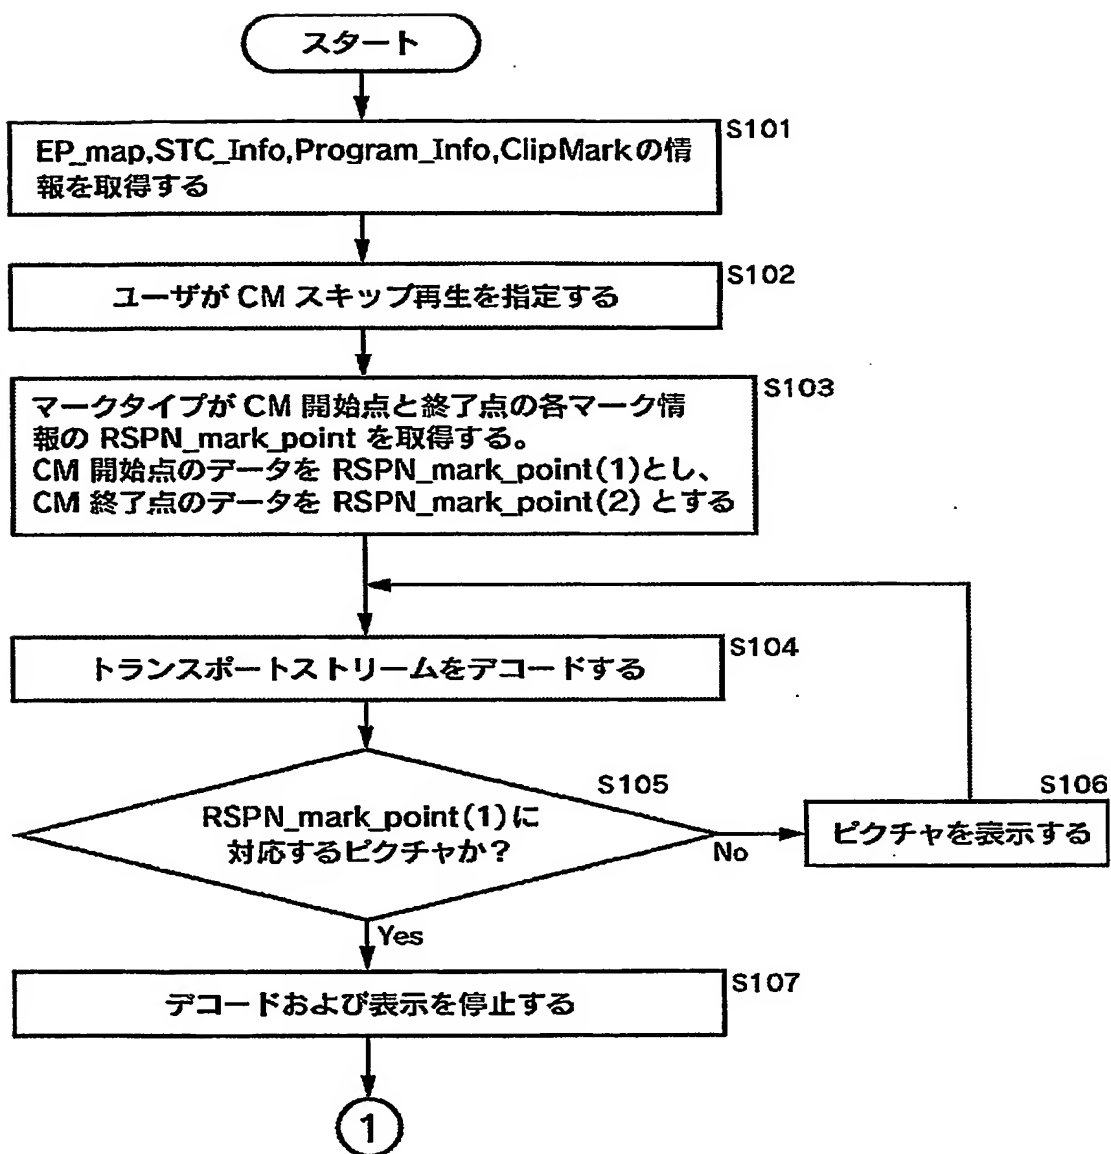 スタート
S101
EP_map,STC_Info,Program_Info,ClipMarkの情
報を取得する
S102
ユーザが CM スキップ再生を指定する
S103
マークタイプが CM 開始点と終了点の各マーク情
報の RSPN_mark_point を取得する。
CM 開始点のデータを RSPN_mark_point(1)とし、
CM 終了点のデータを RSPN_mark_point(2) とする
S104
トランスポートストリームをデコードする
S105
RSPN_mark_point(1)に
対応するピクチャか?
No
S106
ピクチャを表示する
Yes
S107
デコードおよび表示を停止する
1